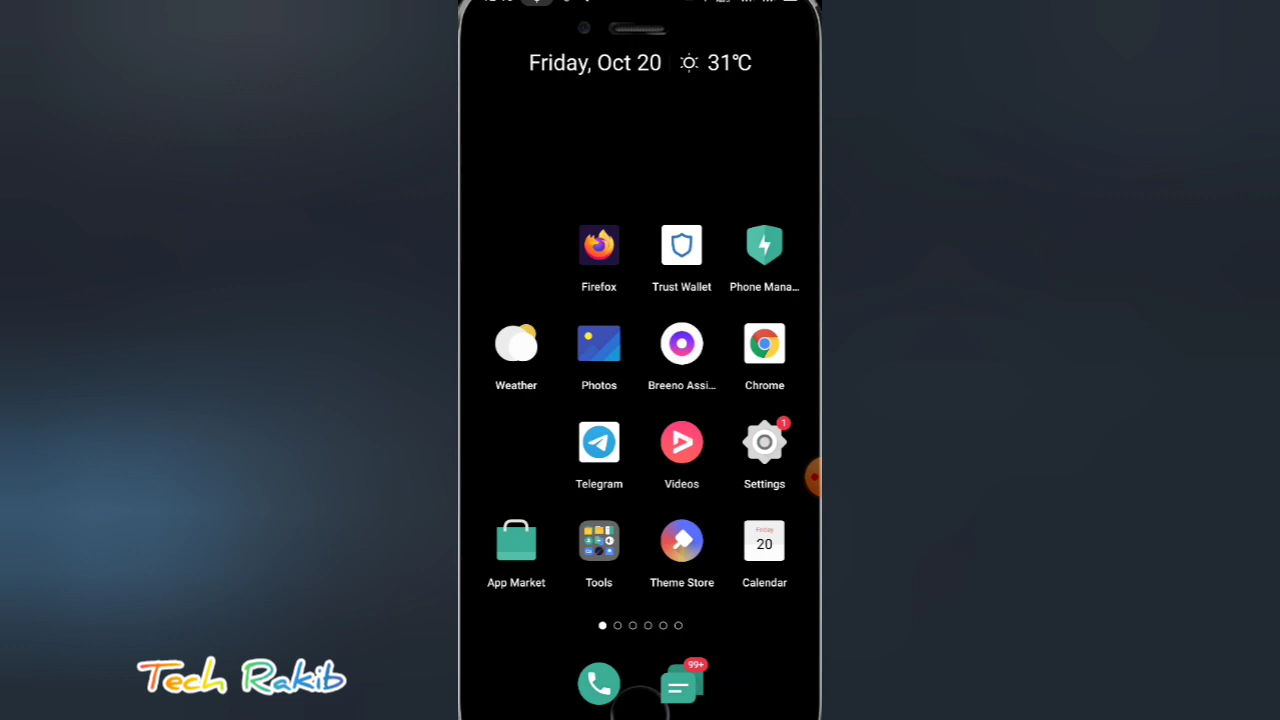 Friday, Oct 20 31°C
Firefox Trust Wallet Phone Mana...
Weather Photos Breeno Assi... Chrome
1
Telegram Videos Settings
Friday
20
App Market Tools Theme Store Calendar
99+
Tech Rakib